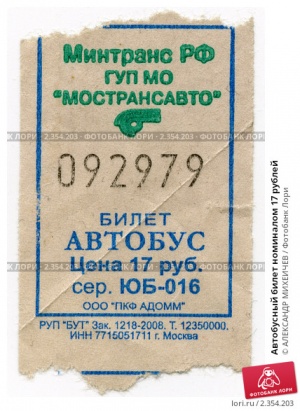 Минтранс РФ
ГУП МО
"МОСТРАНСАВТО"
092979
БИЛЕТ
АВТОБУС
Цена 17 руб.
сер. ЮБ-016
ООО "ПКФ АДОММ"
РУП "БУТ" Зак. 1218-2008. Т. 12350000.
ИНН 7715051711 г. Москва
Автобусный билет номиналом 17 рублей
© АЛЕКСАНДР МИХЕИЧЕВ / Фотобанк Лори
ФОТОБАНК ЛОРИ
lori.ru / 2.354.203